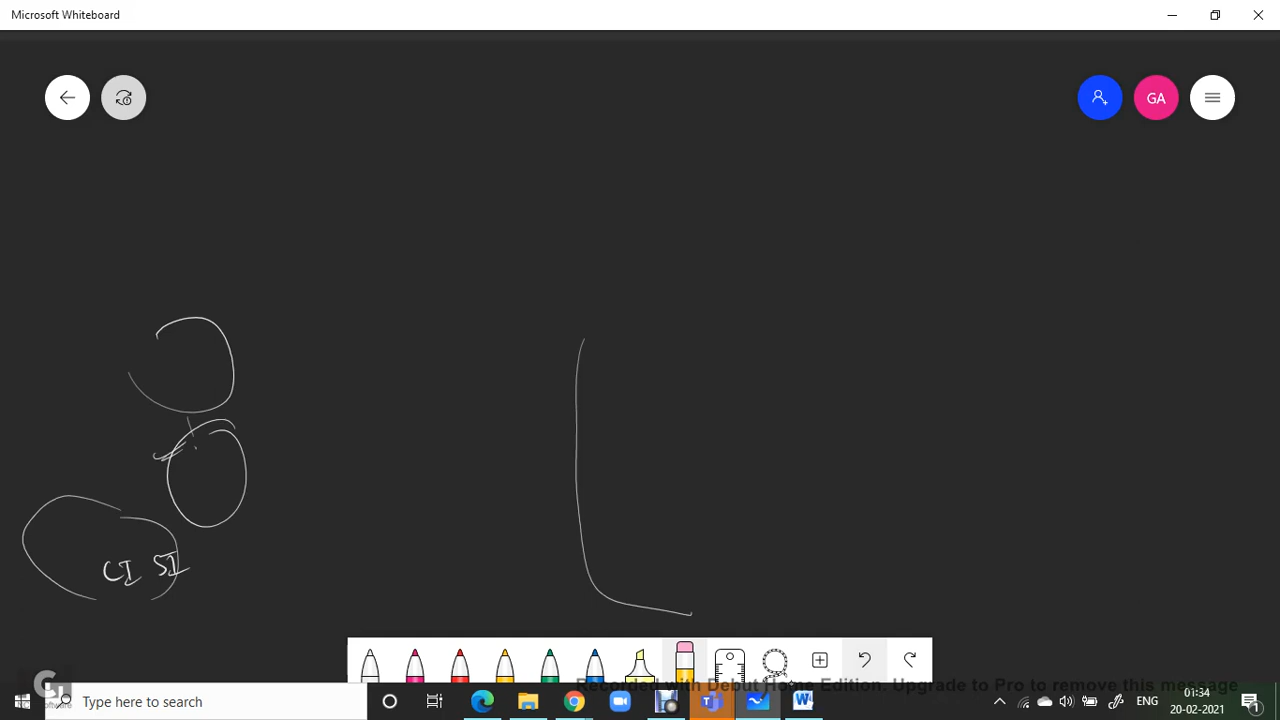 Microsoft Whiteboard
GA
CI SI
Recorded with Debut Home Edition. Upgrade to Pro to remove this message
Type here to search
ENG
01:34
20-02-2021
1